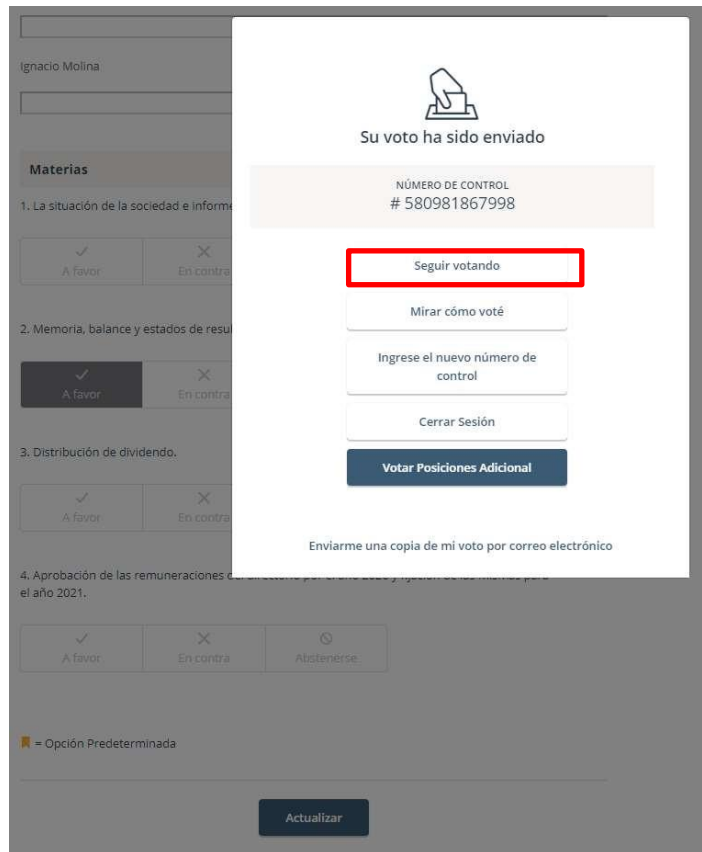 Ignacio Molina
Su voto ha sido enviado
NÚMERO DE CONTROL
# 580981867998
Seguir votando
Mirar cómo voté
Ingrese el nuevo número de
control
Cerrar Sesión
Votar Posiciones Adicional
Enviarme una copia de mi voto por correo electrónico
Materias
1. La situación de la sociedad e informe
A favor
En contra
2. Memoria, balance y estados de resul
A favor
En contra
3. Distribución de dividendo.
A favor
En contra
4. Aprobación de las remuneraciones
el año 2021.
A favor
En contra
Abstenerse
= Opción Predeterminada
Actualizar